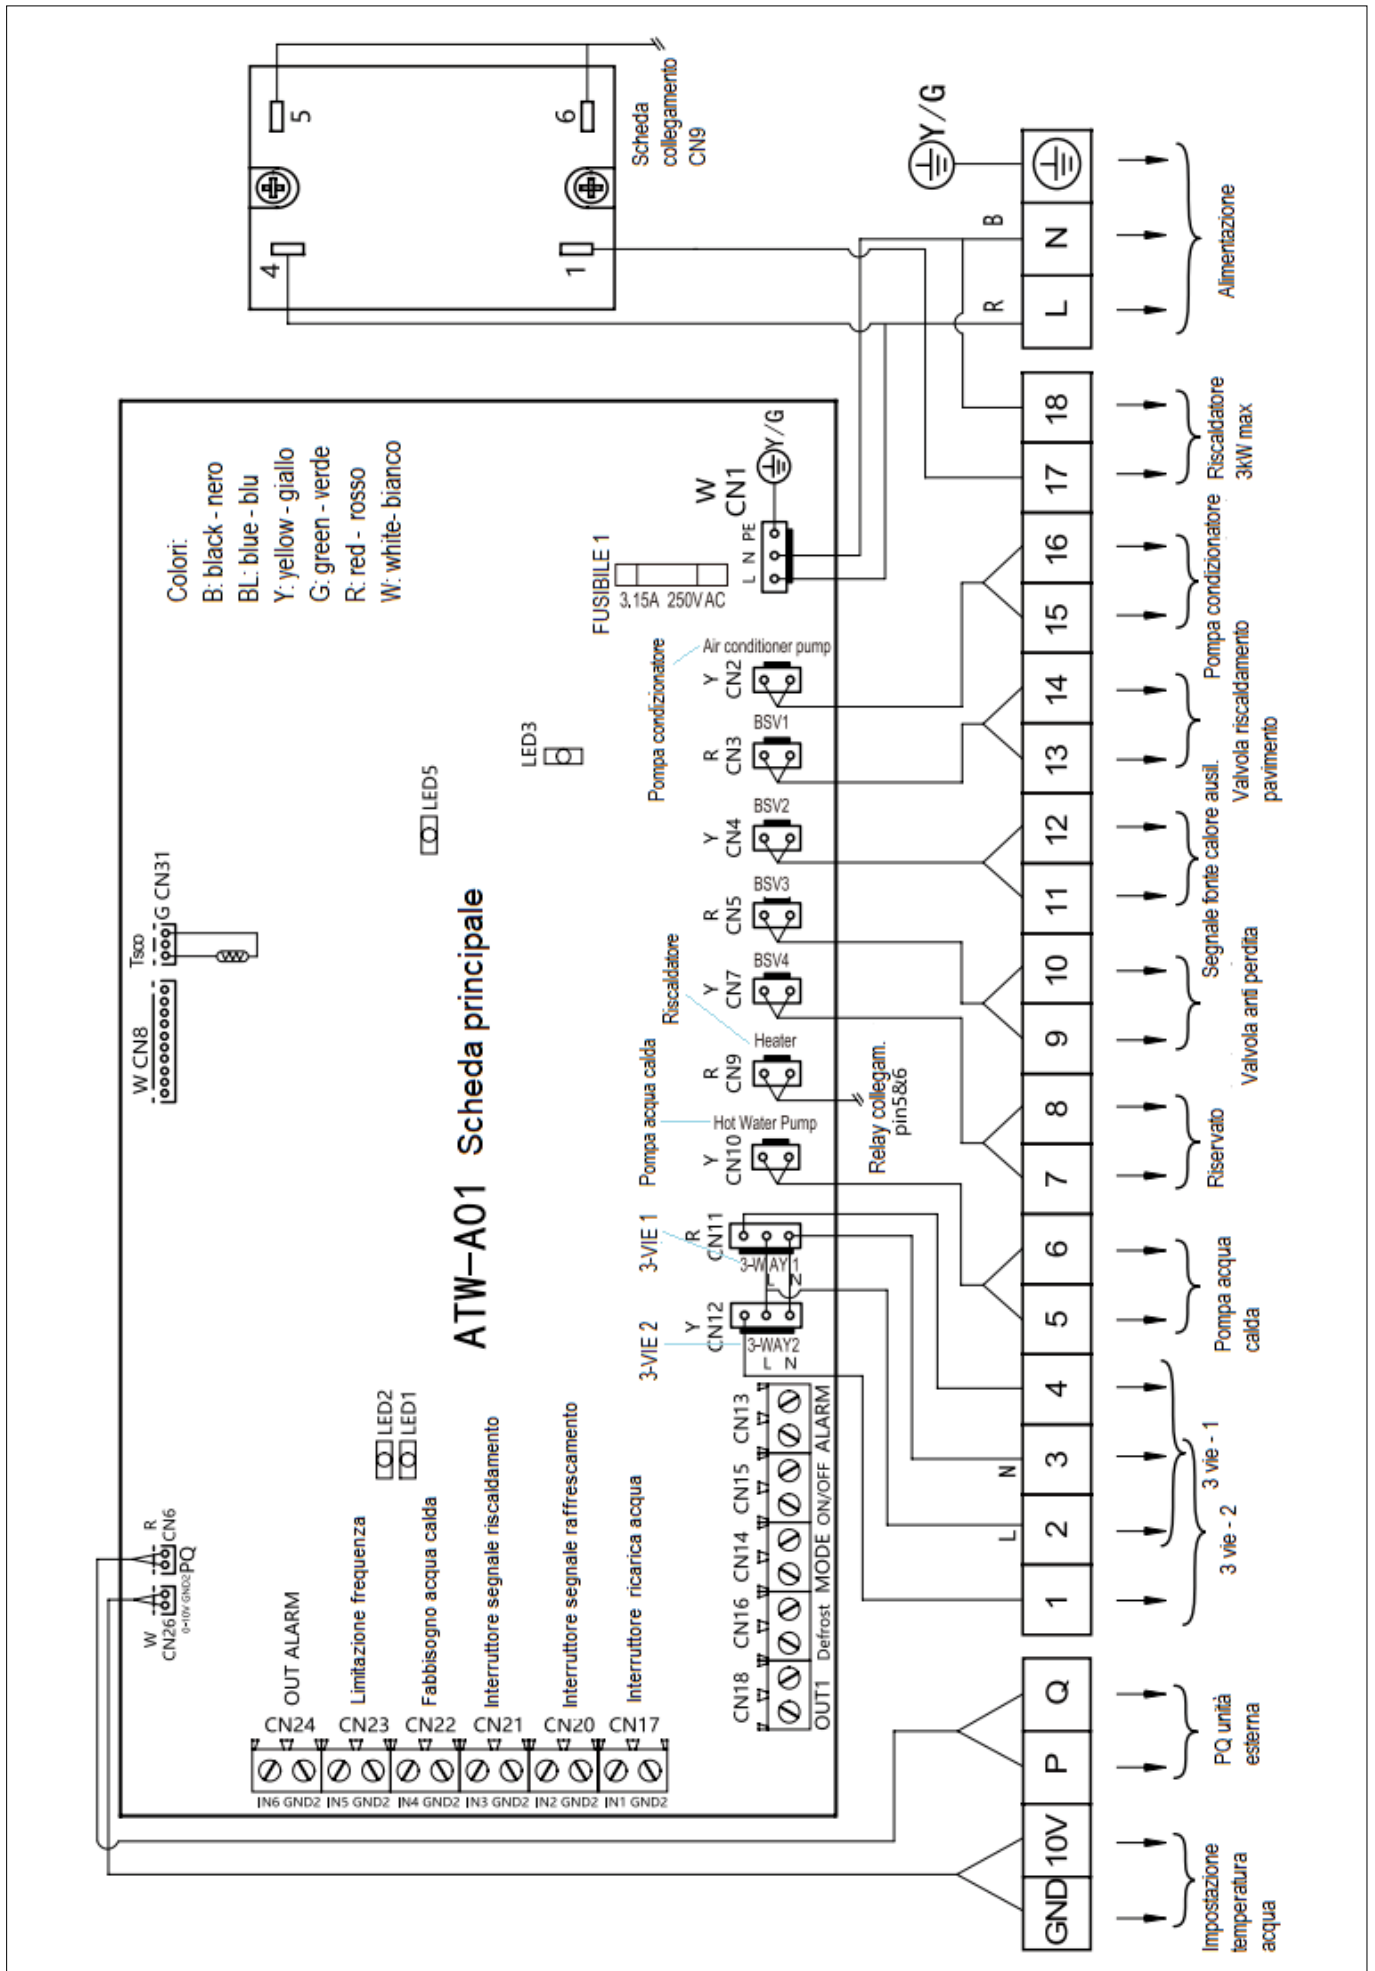 5
6
4
1
Scheda
collegamento
CN9
Y/G
Colori:
B: black - nero
BL: blue - blu
Y: yellow - giallo
G: green - verde
R: red - rosso
W: white- bianco
FUSIBILE 1
3.15A 250V AC
W
CN1
L N PE
Y/G
B
R
Pompa condizionatore
Air conditioner pump
Y
CN2
BSV1
R
CN3
BSV2
Y
CN4
BSV3
R
CN5
BSV4
Y
CN7
Riscaldatore
Heater
R
CN9
Relay collegam.
pin5&6
Pompa acqua calda
Hot Water Pump
Y
CN10
3-VIE 1
R
CN11
3-WAY 1
L N
3-VIE 2
Y
CN12
3-WAY2
L N
LED3
LED5
Tsco
G CN31
W CN8
ATW-A01 Scheda principale
LED2
LED1
R
CN6
PQ
W
CN26
0-10V GND2
OUT ALARM
Limitazione frequenza
Fabbisogno acqua calda
Interruttore segnale riscaldamento
Interruttore segnale raffrescamento
Interruttore ricarica acqua
CN24
CN23
CN22
CN21
CN20
CN17
IN6 GND2
IN5 GND2
IN4 GND2
IN3 GND2
IN2 GND2
IN1 GND2
CN18
CN16
CN14
CN15
CN13
OUT1
Defrost
MODE
ON/OFF
ALARM
L
N
GND
10V
P
Q
1
2
3
4
5
6
7
8
9
10
11
12
13
14
15
16
17
18
L
N
Impostazione
temperatura
acqua
PQ unità
esterna
3 vie - 2
3 vie - 1
Pompa acqua
calda
Riservato
Valvola anti perdita
Segnale fonte calore ausil.
Valvola riscaldamento
pavimento
Pompa condizionatore
Riscaldatore
3kW max
Alimentazione